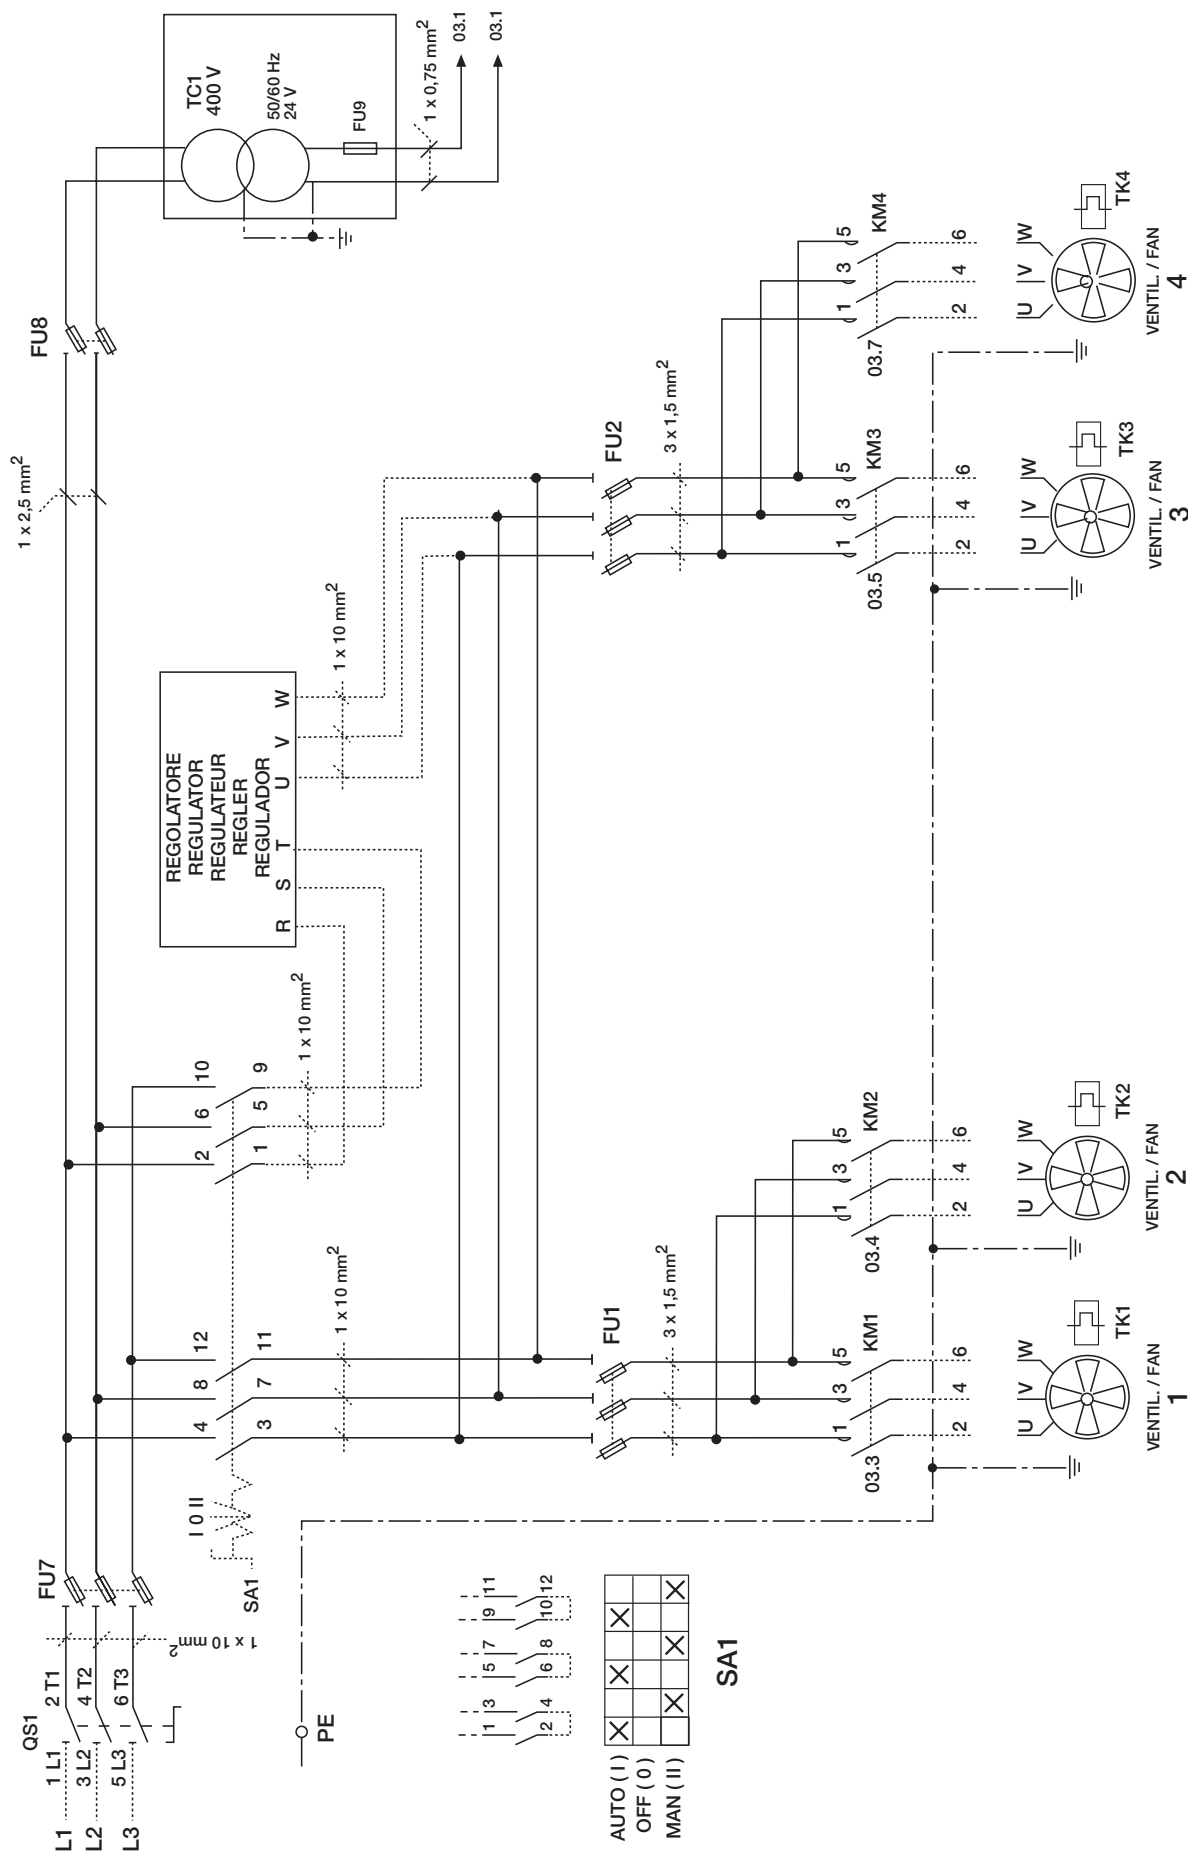 L1
L2
L3
1 L1
3 L2
5 L3
QS1
2 T1
4 T2
6 T3
1 x 10 mm2
FU7
1 x 2,5 mm2
FU8
TC1
400 V
50/60 Hz
24 V
FU9
1 x 0,75 mm2
03.1
03.1
SA1
I 0 II
4
8
12
3
7
11
1 x 10 mm2
2
6
10
1
5
9
1 x 10 mm2
REGOLATORE
REGULATOR
REGULATEUR
REGLER
REGULADOR
R
S
T
U
V
W
1 x 10 mm2
PE
FU1
3 x 1,5 mm2
FU2
3 x 1,5 mm2
1
3
5
KM1
03.3
2
4
6
1
3
5
KM2
03.4
2
4
6
1
3
5
KM3
03.5
2
4
6
1
3
5
KM4
03.7
2
4
6
U
V
W
TK1
VENTIL. / FAN
1
U
V
W
TK2
VENTIL. / FAN
2
U
V
W
TK3
VENTIL. / FAN
3
U
V
W
TK4
VENTIL. / FAN
4
1
3
5
7
9
11
2
4
6
8
10
12
AUTO ( I )
OFF ( 0 )
MAN ( II )
SA1